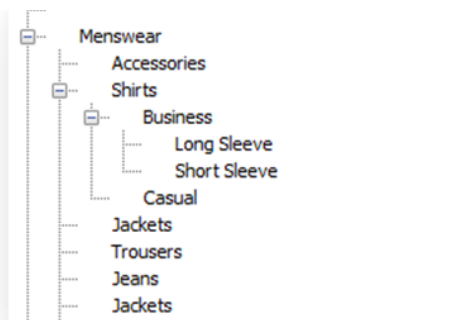 Menswear
Accessories
Shirts
Business
Long Sleeve
Short Sleeve
Casual
Jackets
Trousers
Jeans
Jackets